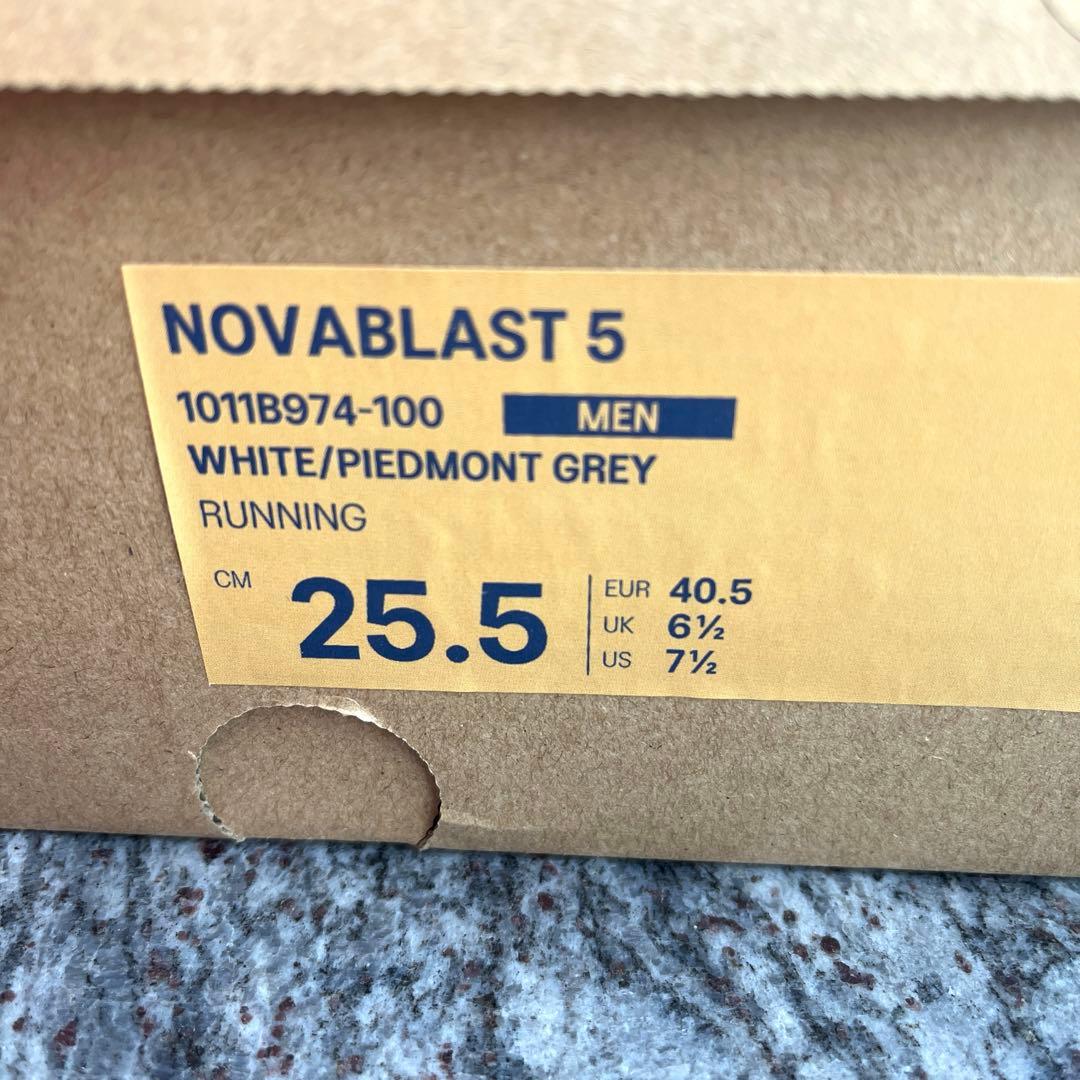 NOVABLAST 5
1011B974-100 MEN
WHITE/PIEDMONT GREY
RUNNING
CM 25.5
EUR 40.5
UK 6½
US 7½